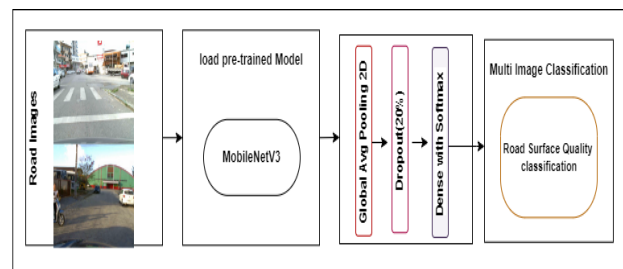 Road Images
load pre-trained Model
MobileNetV3
Global Avg Pooling 2D
Dropout(20%)
Dense with Softmax
Multi Image Classification
Road Surface Quality
classification